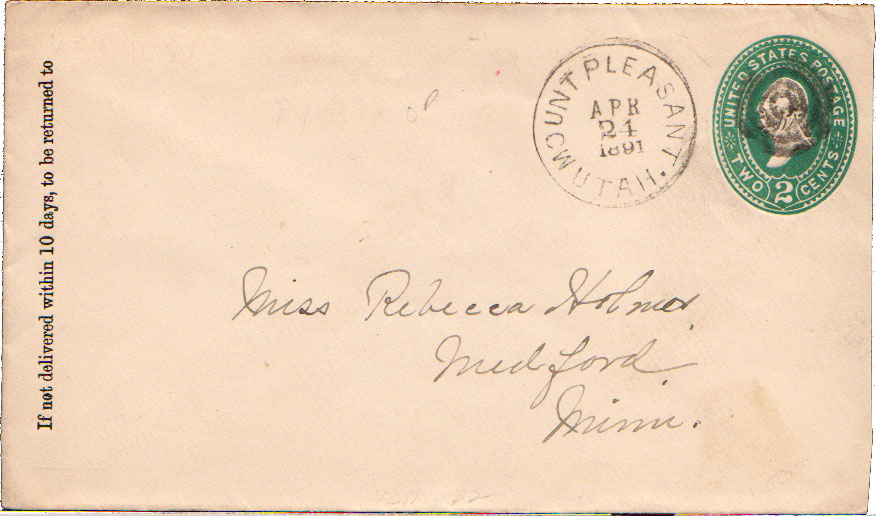 If not delivered within 10 days, to be returned to
MOUNT PLEASANT
APR
24
1891
UTAH.
UNITED STATES POSTAGE
TWO 2 CENTS
Miss Rebecca Holmes
Medford
Minn.